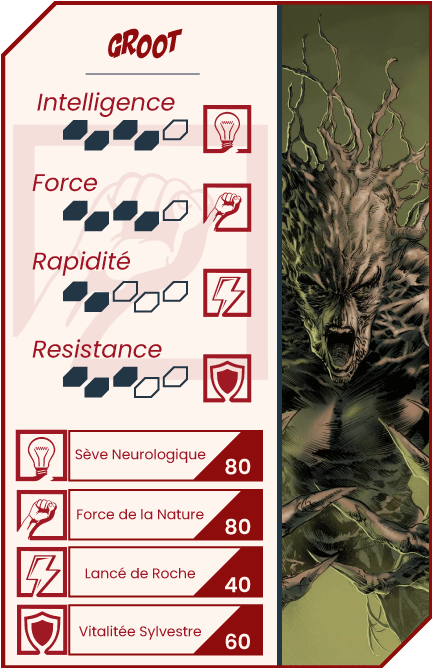 GROOT
Intelligence
Force
Rapidité
Resistance
Sève Neurologique
80
Force de la Nature
80
Lancé de Roche
40
Vitalitée Sylvestre
60